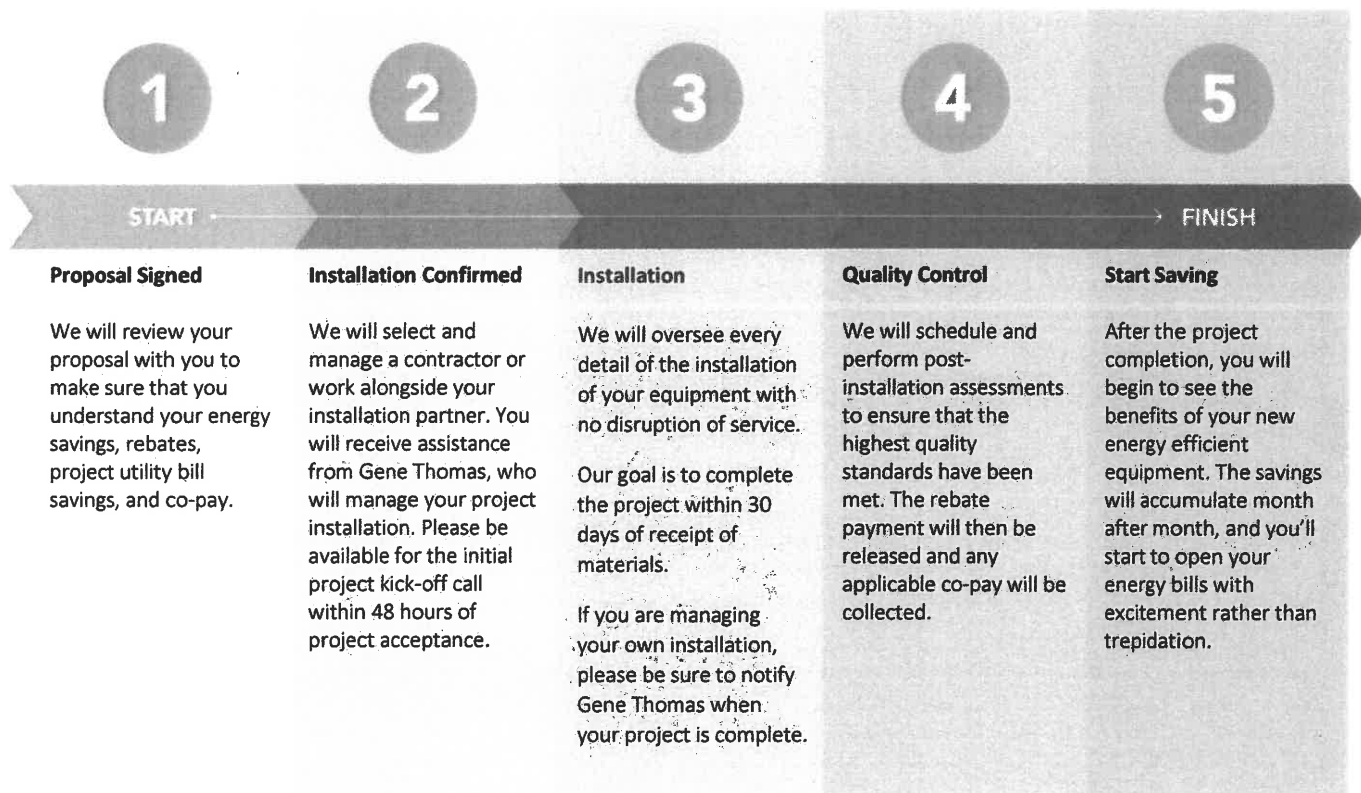 1
2
3
4
5
START
FINISH
Proposal Signed
We will review your
proposal with you to
make sure that you
understand your energy
savings, rebates,
project utility bill
savings, and co-pay.
Installation Confirmed
We will select and
manage a contractor or
work alongside your
installation partner. You
will receive assistance
from Gene Thomas, who
will manage your project
installation. Please be
available for the initial
project kick-off call
within 48 hours of
project acceptance.
Installation
We will oversee every
detail of the installation
of your equipment with
no disruption of service.
Our goal is to complete
the project within 30
days of receipt of
materials.
If you are managing
your own installation,
please be sure to notify
Gene Thomas when
your project is complete.
Quality Control
We will schedule and
perform post-
installation assessments
to ensure that the
highest quality
standards have been
met. The rebate
payment will then be
released and any
applicable co-pay will be
collected.
Start Saving
After the project
completion, you will
begin to see the
benefits of your new
energy efficient
equipment. The savings
will accumulate month
after month, and you'll
start to open your
energy bills with
excitement rather than
trepidation.